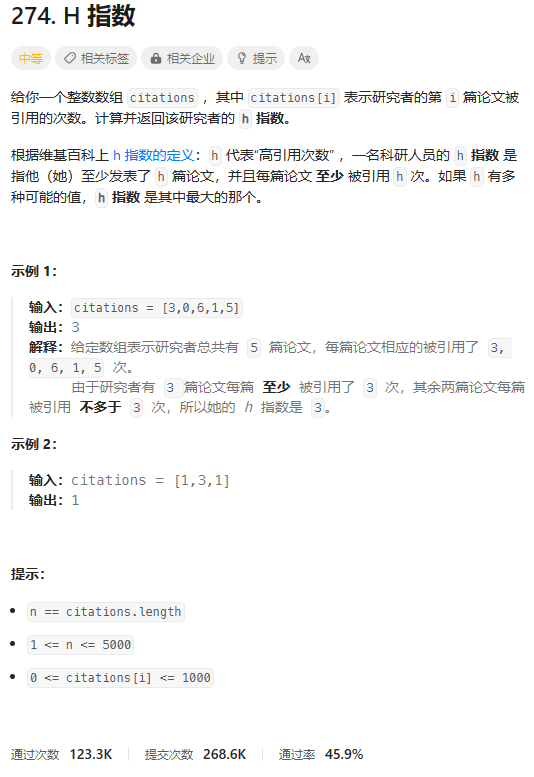 274. H 指数
中等 相关标签 相关企业 提示
给你一个整数数组 citations ，其中 citations[i] 表示研究者的第 i 篇论文被
引用的次数。计算并返回该研究者的 h 指数。
根据维基百科上 h 指数的定义：h 代表“高引用次数” ，一名科研人员的 h 指数 是
指他（她）至少发表了 h 篇论文，并且每篇论文 至少 被引用 h 次。如果 h 有多
种可能的值，h 指数 是其中最大的那个。
示例 1：
输入：citations = [3,0,6,1,5]
输出：3
解释：给定数组表示研究者总共有 5 篇论文，每篇论文相应的被引用了 3,
0, 6, 1, 5 次。
由于研究者有 3 篇论文每篇 至少 被引用了 3 次，其余两篇论文每篇
被引用 不多于 3 次，所以她的 h 指数是 3。
示例 2：
输入：citations = [1,3,1]
输出：1
提示：
n == citations.length
1 <= n <= 5000
0 <= citations[i] <= 1000
通过次数 123.3K 提交次数 268.6K 通过率 45.9%